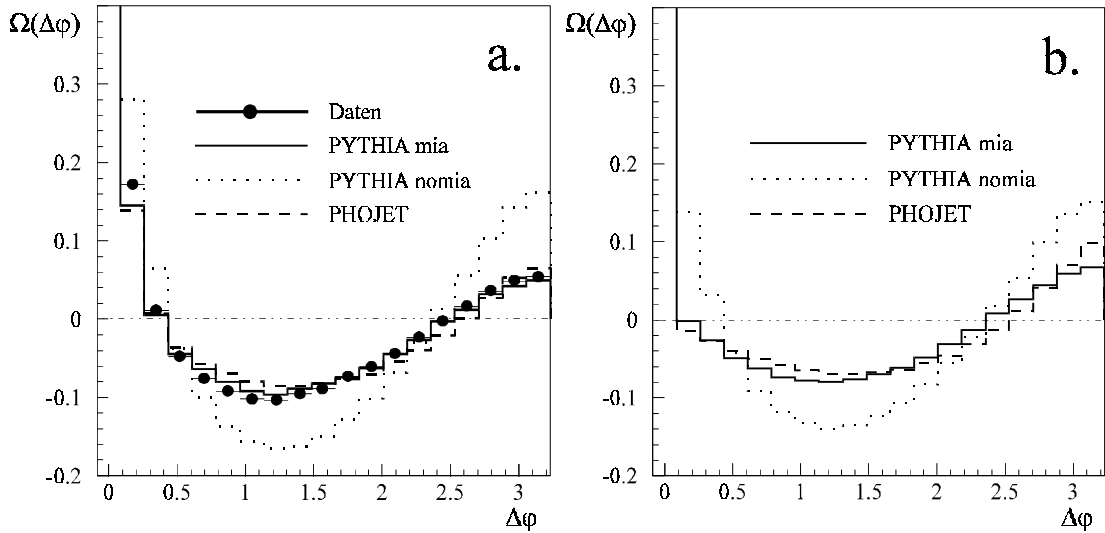 Ω(Δφ)
a.
0.3
0.2
0.1
0
-0.1
-0.2
Daten
PYTHIA mia
PYTHIA nomia
PHOJET
0 0.5 1 1.5 2 2.5 3
Δφ
Ω(Δφ)
b.
0.3
0.2
0.1
0
-0.1
-0.2
PYTHIA mia
PYTHIA nomia
PHOJET
0 0.5 1 1.5 2 2.5 3
Δφ